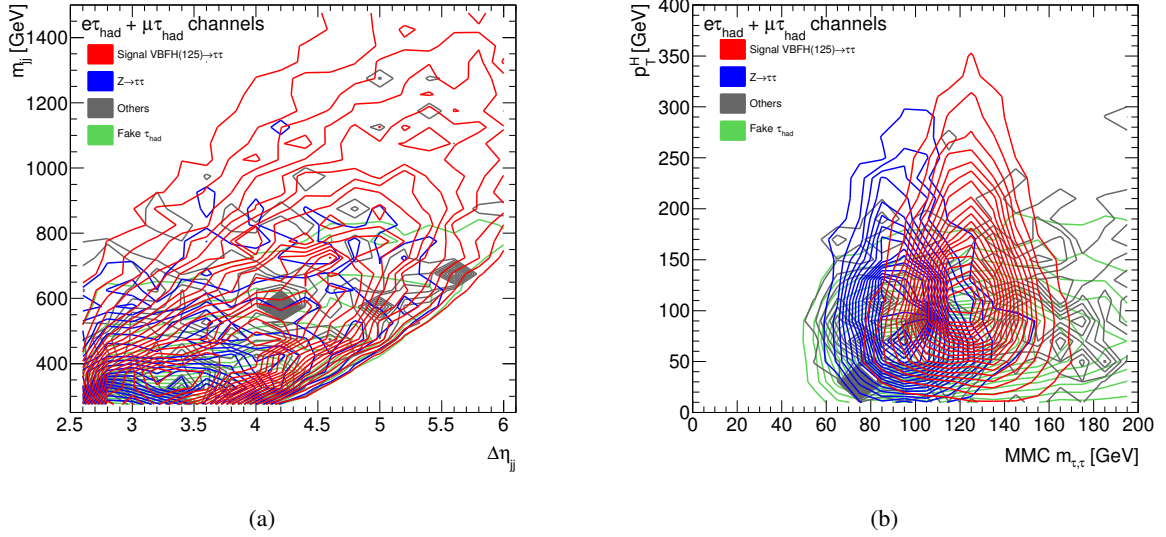 eτhad + μτhad channels
Signal VBFH(125)→ττ
Z→ττ
Others
Fake τhad
mjj [GeV]
1400
1200
1000
800
600
400
2.5 3 3.5 4 4.5 5 5.5 6
Δηjj
(a)
eτhad + μτhad channels
Signal VBFH(125)→ττ
Z→ττ
Others
Fake τhad
pTH [GeV]
400
350
300
250
200
150
100
50
0
0 20 40 60 80 100 120 140 160 180 200
MMC mτ,τ [GeV]
(b)